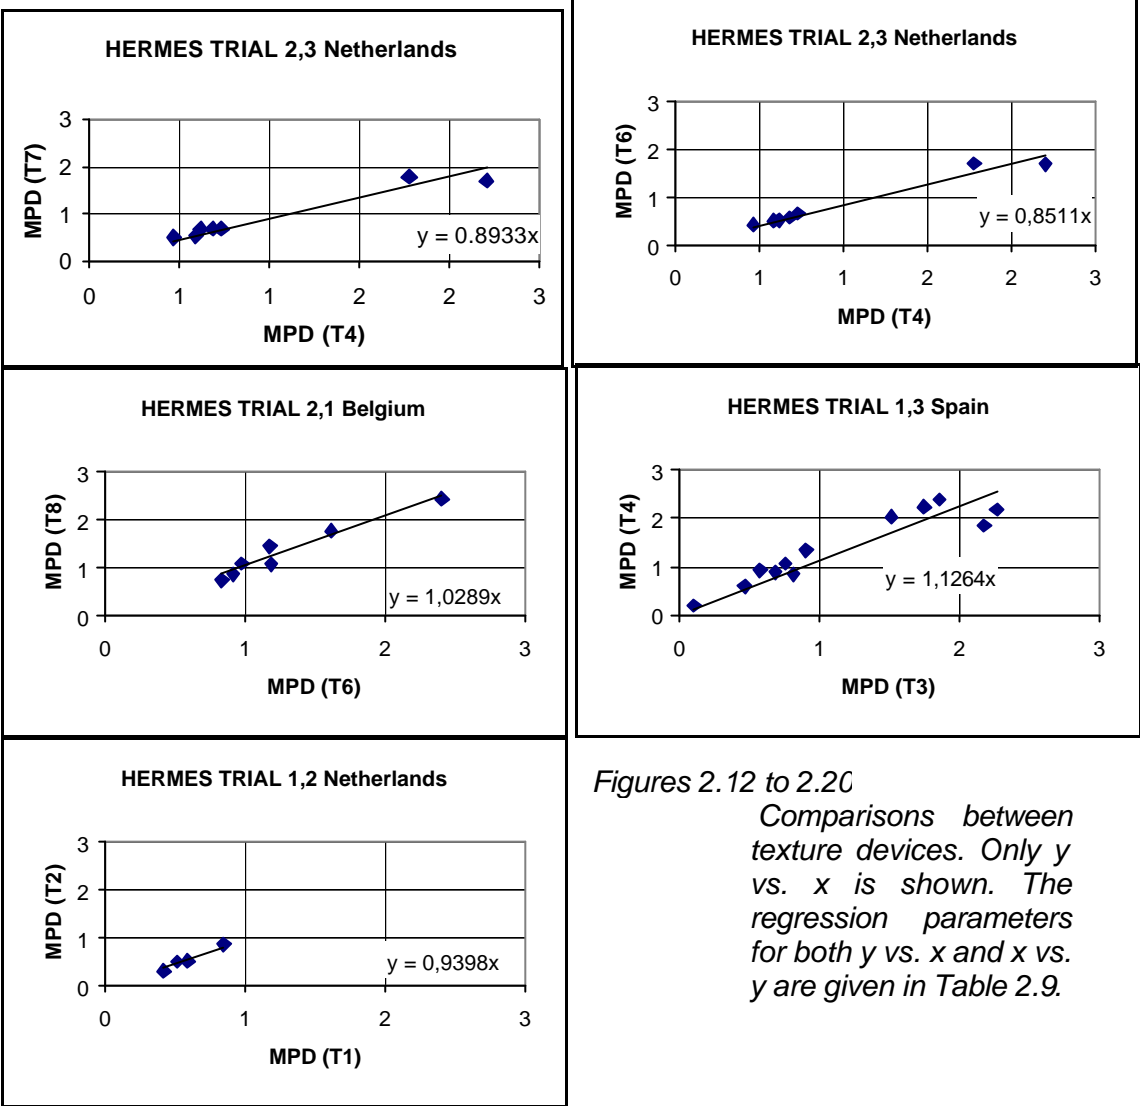 HERMES TRIAL 2,3 Netherlands
3
2
1
0
MPD (T7)
y = 0.8933x
0 1 1 2 2 3
MPD (T4)
HERMES TRIAL 2,3 Netherlands
3
2
1
0
MPD (T6)
y = 0,8511x
0 1 1 2 2 3
MPD (T4)
HERMES TRIAL 2,1 Belgium
3
2
1
0
MPD (T8)
y = 1,0289x
0 1 2 3
MPD (T6)
HERMES TRIAL 1,3 Spain
3
2
1
0
MPD (T4)
y = 1,1264x
0 1 2 3
MPD (T3)
HERMES TRIAL 1,2 Netherlands
3
2
1
0
MPD (T2)
y = 0,9398x
0 1 2 3
MPD (T1)
Figures 2.12 to 2.20
Comparisons between
texture devices. Only y
vs. x is shown. The
regression parameters
for both y vs. x and x vs.
y are given in Table 2.9.